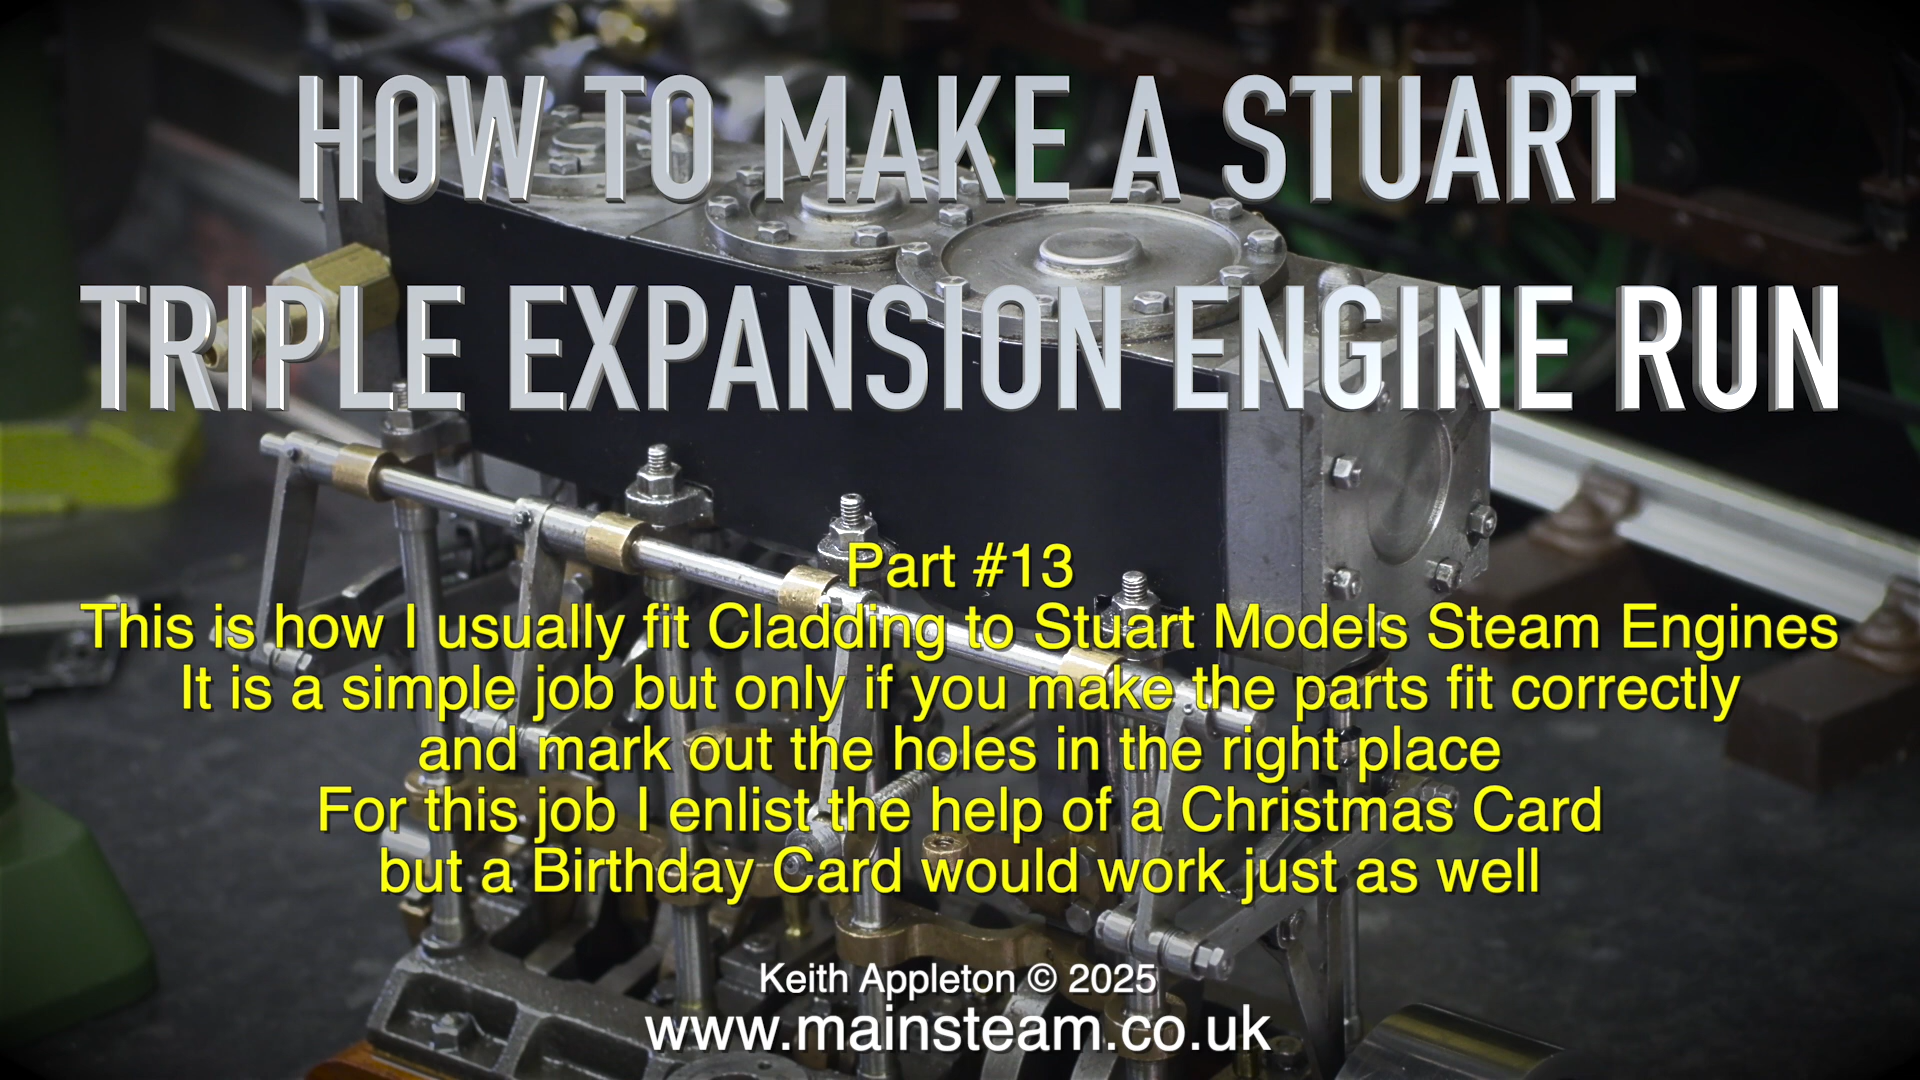 HOW TO MAKE A STUART
TRIPLE EXPANSION ENGINE RUN
Part #13
This is how I usually fit Cladding to Stuart Models Steam Engines
It is a simple job but only if you make the parts fit correctly
and mark out the holes in the right place
For this job I enlist the help of a Christmas Card
but a Birthday Card would work just as well
Keith Appleton © 2025
www.mainsteam.co.uk